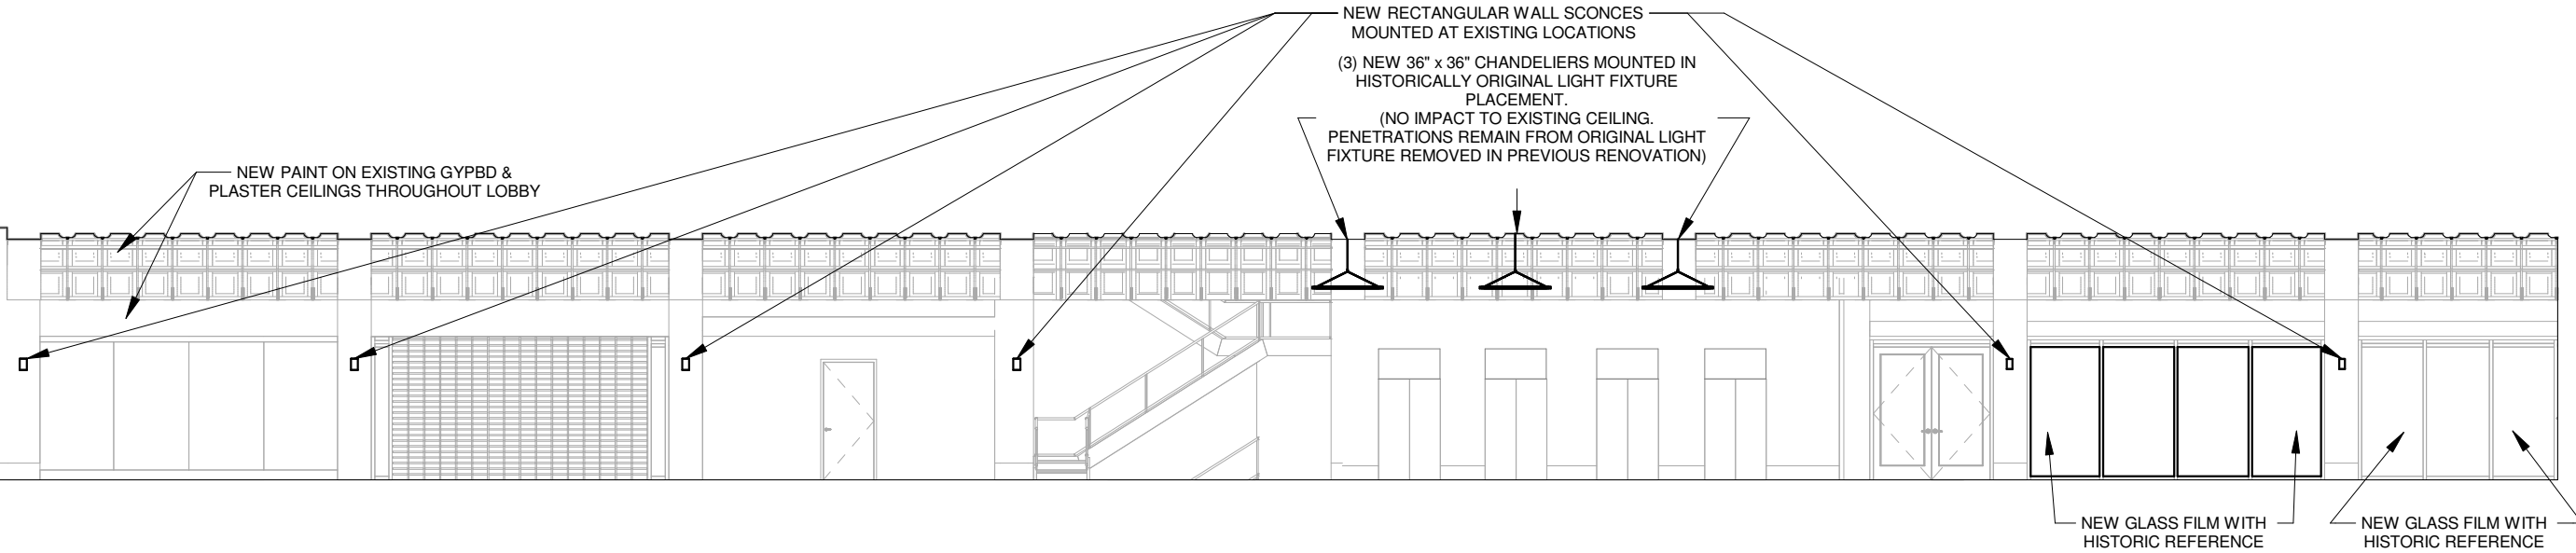 NEW RECTANGULAR WALL SCONCES
MOUNTED AT EXISTING LOCATIONS
(3) NEW 36" x 36" CHANDELIERS MOUNTED IN
HISTORICALLY ORIGINAL LIGHT FIXTURE
PLACEMENT.
(NO IMPACT TO EXISTING CEILING.
PENETRATIONS REMAIN FROM ORIGINAL LIGHT
FIXTURE REMOVED IN PREVIOUS RENOVATION)
NEW PAINT ON EXISTING GYPBD &
PLASTER CEILINGS THROUGHOUT LOBBY
NEW GLASS FILM WITH
HISTORIC REFERENCE
NEW GLASS FILM WITH
HISTORIC REFERENCE